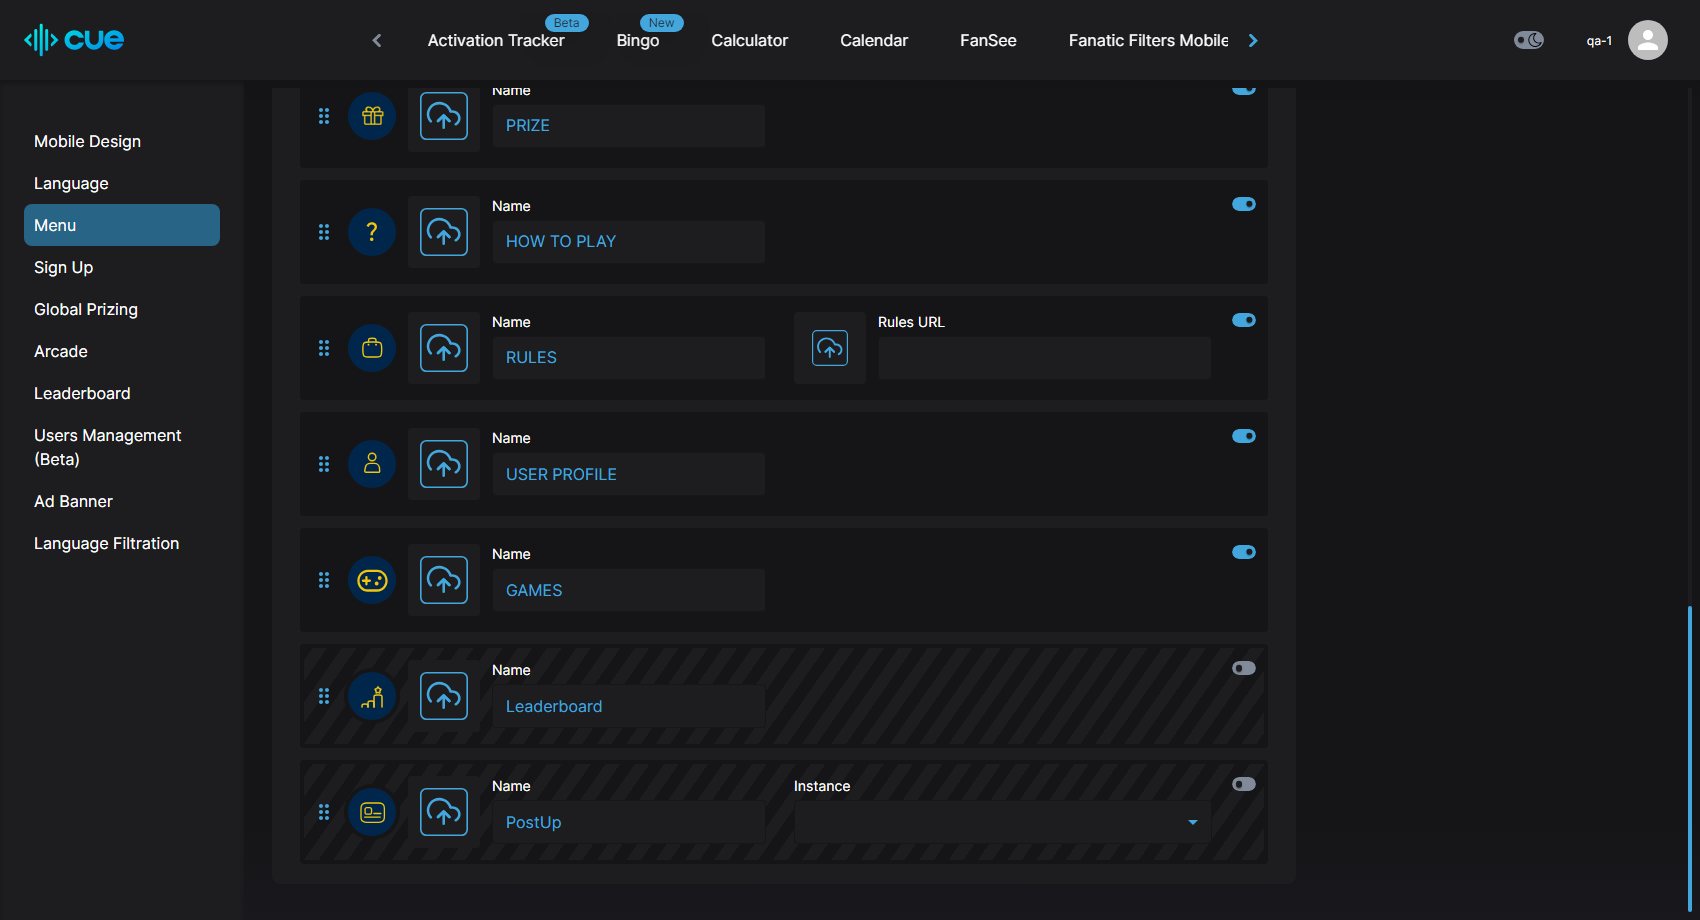 cue
Activation Tracker
Beta
Bingo
New
Calculator
Calendar
FanSee
Fanatic Filters Mobile
qa-1
Mobile Design
Language
Menu
Sign Up
Global Prizing
Arcade
Leaderboard
Users Management
(Beta)
Ad Banner
Language Filtration
Name
PRIZE
Name
HOW TO PLAY
Name
RULES
Rules URL
Name
USER PROFILE
Name
GAMES
Name
Leaderboard
Name
PostUp
Instance